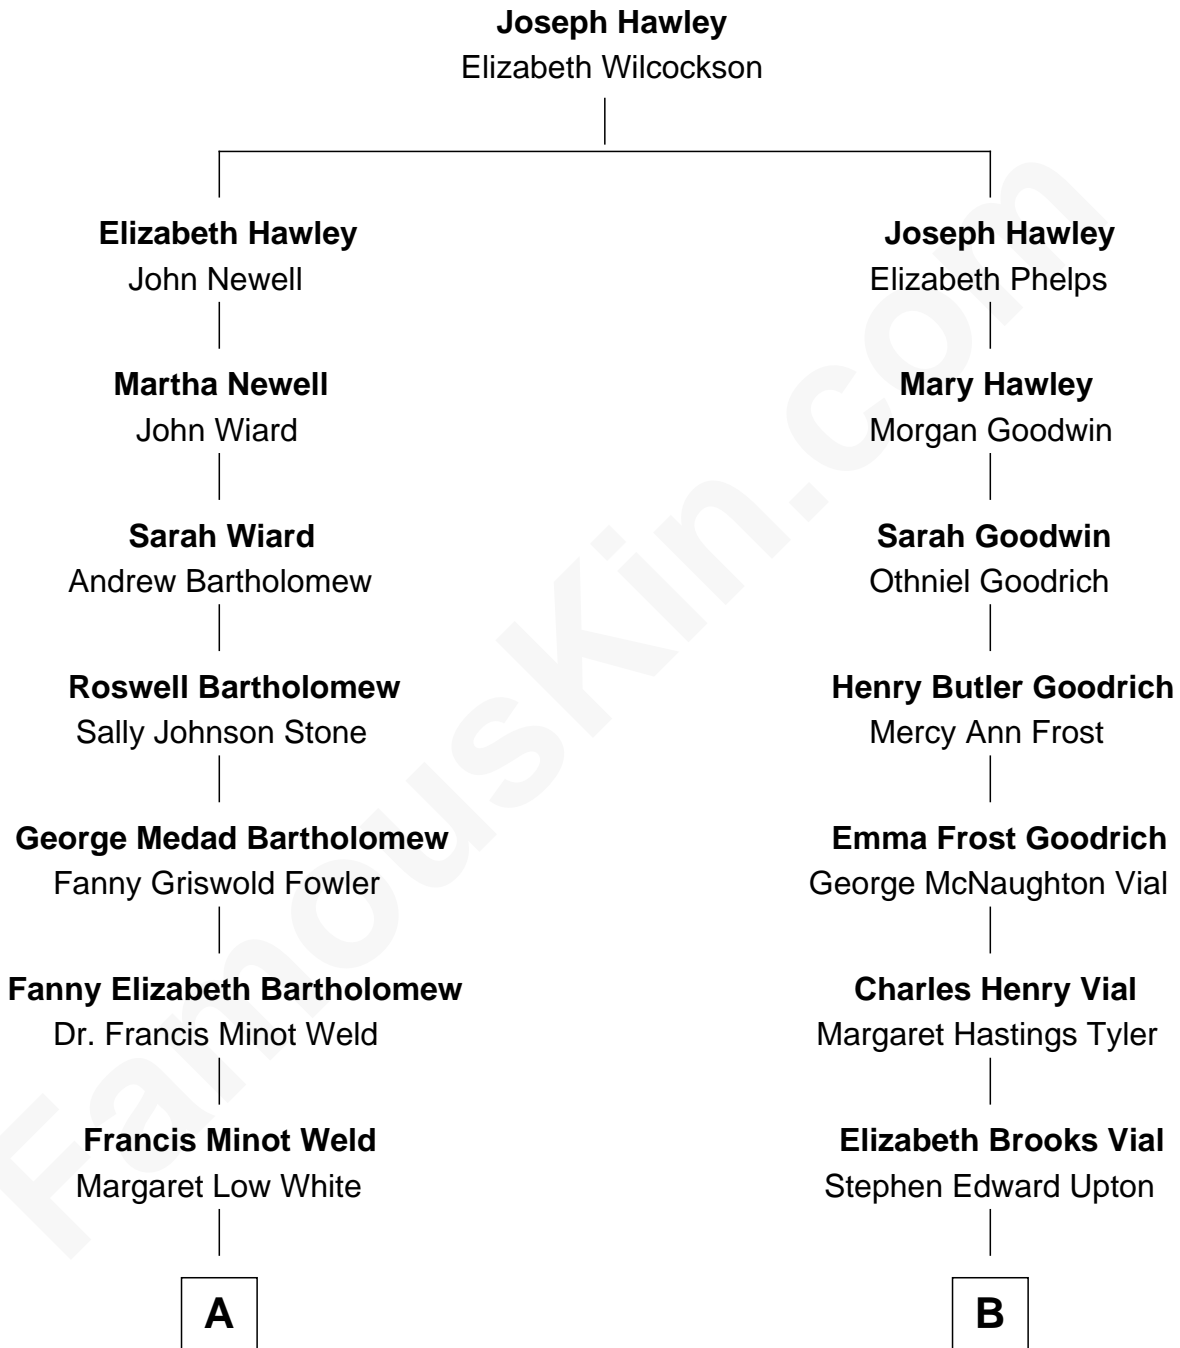 Joseph Hawley
Elizabeth Wilcockson
Elizabeth Hawley
John Newell
Martha Newell
John Wiard
Sarah Wiard
Andrew Bartholomew
Roswell Bartholomew
Sally Johnson Stone
George Medad Bartholomew
Fanny Griswold Fowler
Fanny Elizabeth Bartholomew
Dr. Francis Minot Weld
Francis Minot Weld
Margaret Low White
A
Joseph Hawley
Elizabeth Phelps
Mary Hawley
Morgan Goodwin
Sarah Goodwin
Othniel Goodrich
Henry Butler Goodrich
Mercy Ann Frost
Emma Frost Goodrich
George McNaughton Vial
Charles Henry Vial
Margaret Hastings Tyler
Elizabeth Brooks Vial
Stephen Edward Upton
B
FamousKin.com